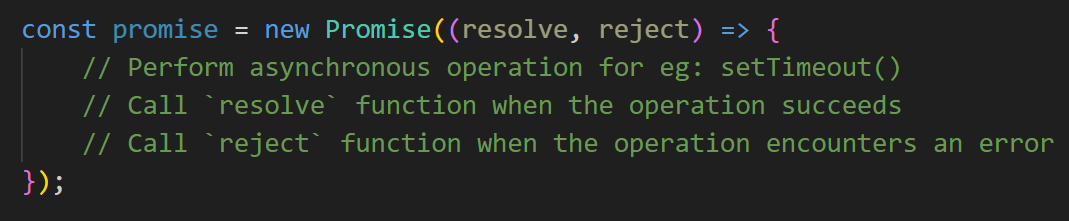 const promise = new Promise((resolve, reject) => {
    // Perform asynchronous operation for eg: setTimeout()
    // Call `resolve` function when the operation succeeds
    // Call `reject` function when the operation encounters an error
});